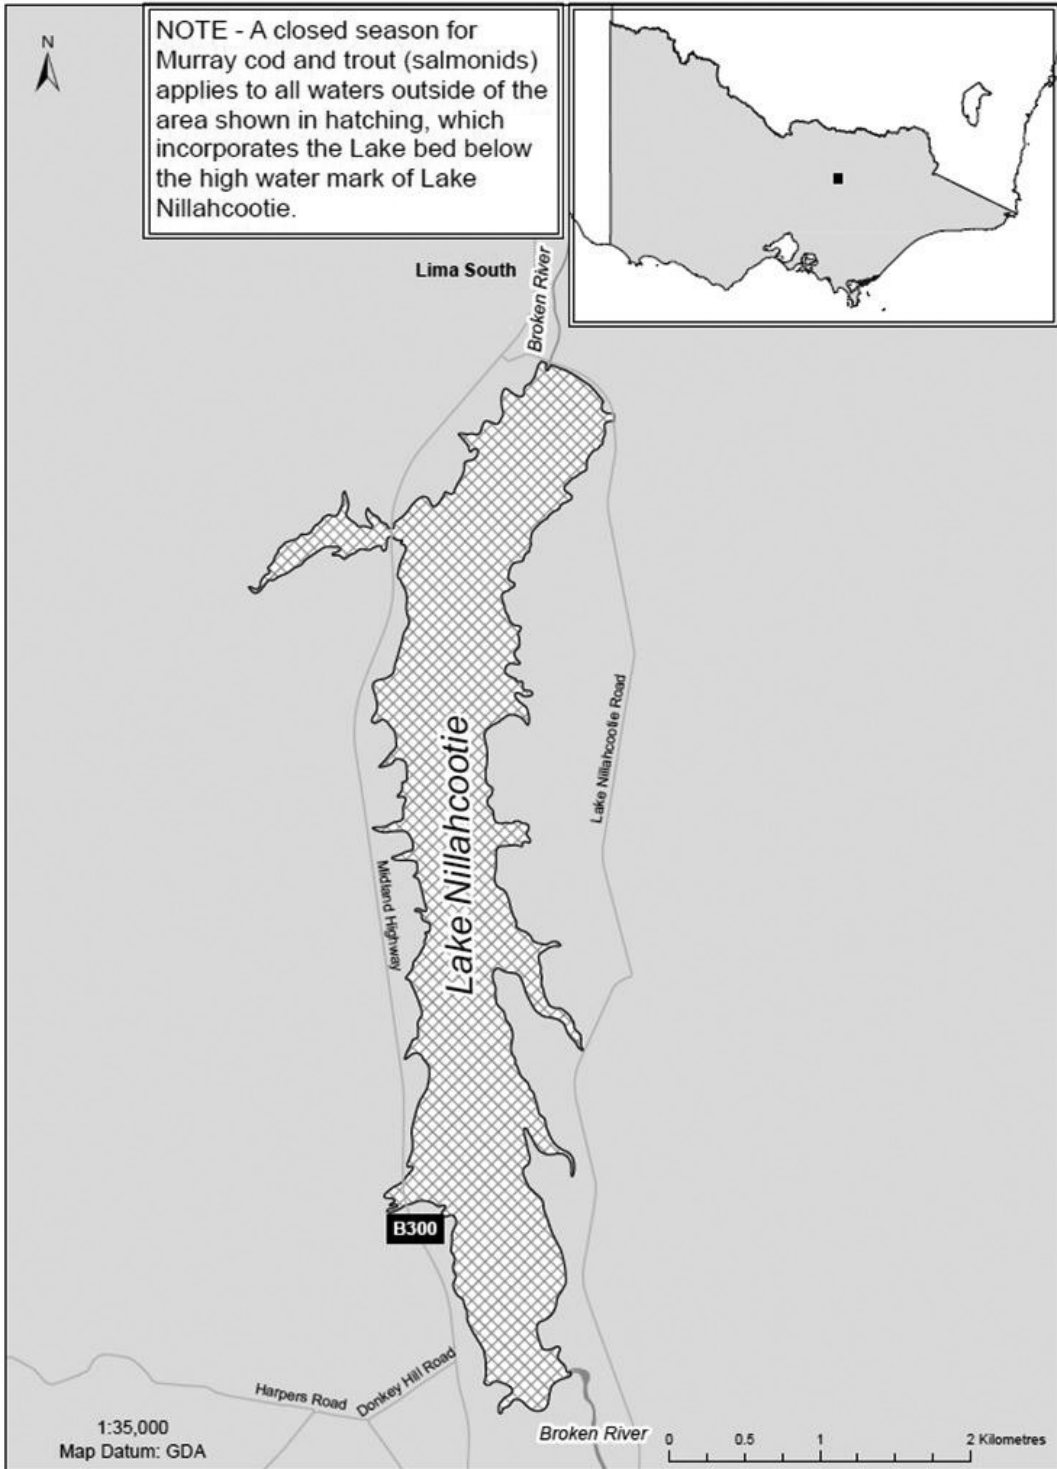 N
NOTE - A closed season for
Murray cod and trout (salmonids)
applies to all waters outside of the
area shown in hatching, which
incorporates the Lake bed below
the high water mark of Lake
Nillahcootie.
Lima South
Broken River
Lake Nillahcootie Road
Lake Nillahcootie
Midland Highway
B300
Harpers Road
Donkey Hill Road
Broken River
1:35,000
Map Datum: GDA
0 0.5 1 2 Kilometres